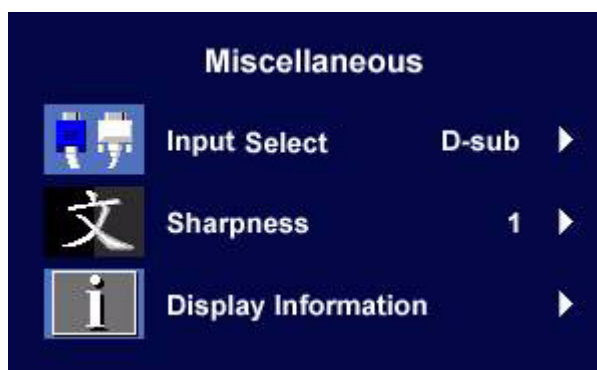 Miscellaneous
Input Select D-sub
文
Sharpness 1
i
Display Information